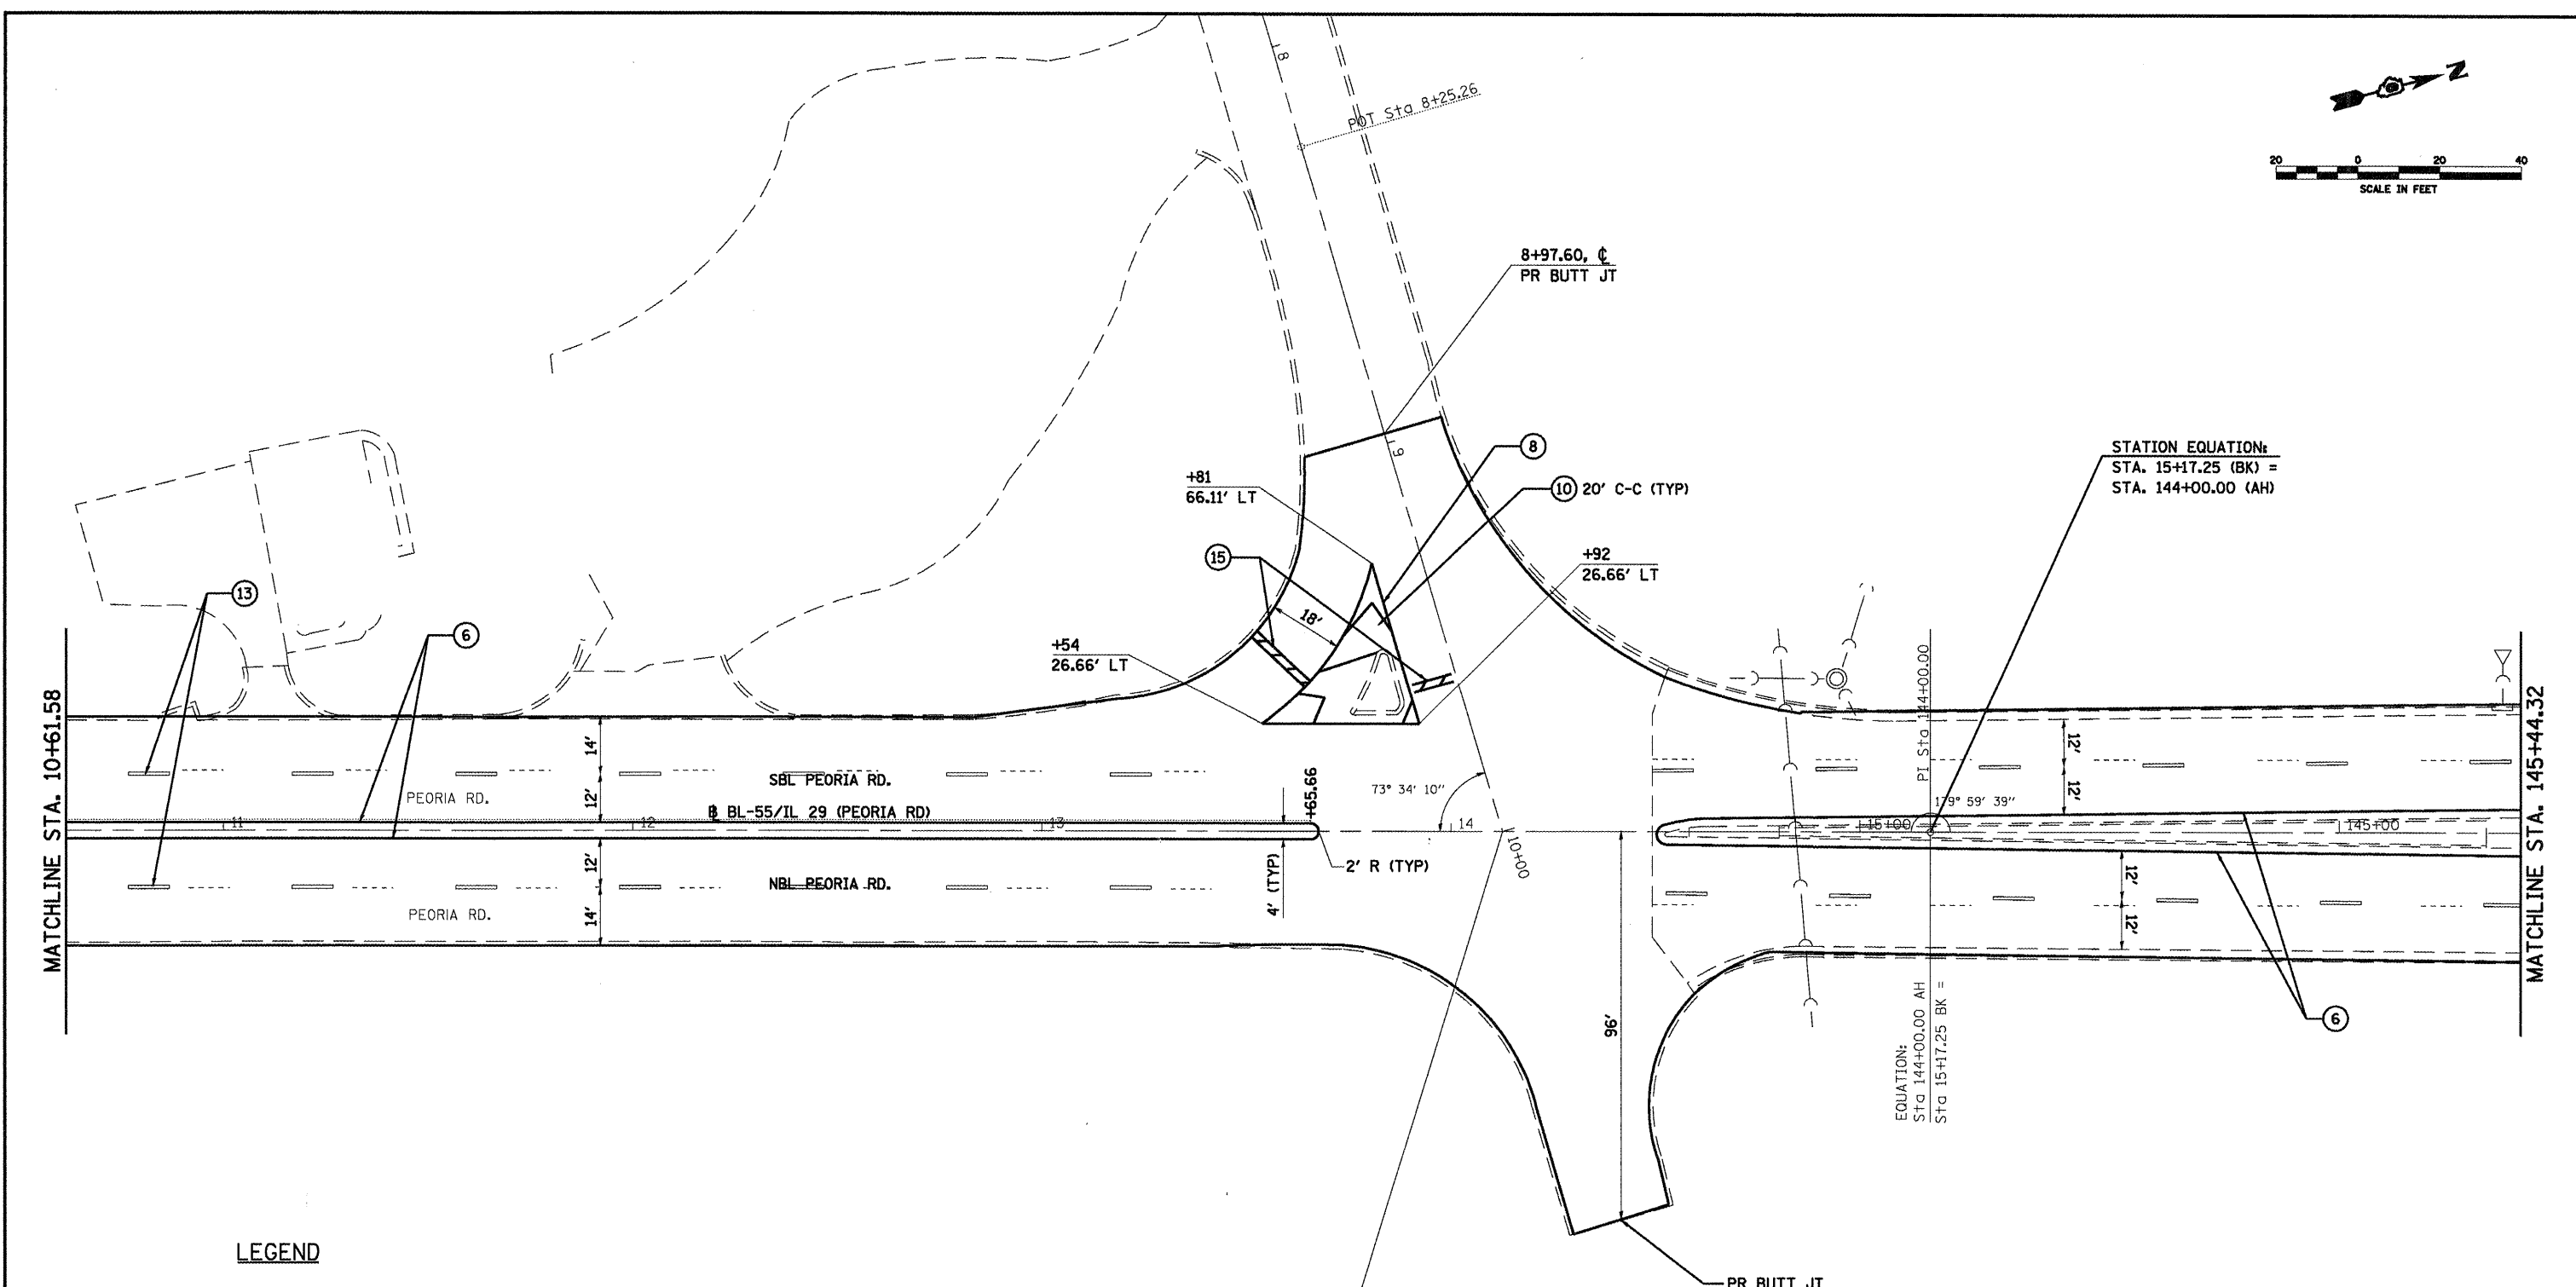 18
POT Sta 8+25.26
N
20 0 20 40
SCALE IN FEET
8+97.60, ℄
PR BUTT JT
19
8
10 20' C-C (TYP)
+81
66.11' LT
STATION EQUATION:
STA. 15+17.25 (BK) =
STA. 144+00.00 (AH)
15
+92
26.66' LT
13
6
18'
+54
26.66' LT
PI Sta 144+00.00
MATCHLINE STA. 10+61.58
MATCHLINE STA. 145+44.32
14'
12'
SBL PEORIA RD.
PEORIA RD.
BL-55/IL 29 (PEORIA RD)
+65.66
73° 34' 10"
12'
12'
179° 59' 39"
11
12
13
14
15+00
145+00
10+00
2' R (TYP)
4' (TYP)
12'
14'
NBL PEORIA RD.
PEORIA RD.
12'
12'
96'
6
EQUATION:
Sta 144+00.00 AH
Sta 15+17.25 BK =
LEGEND
PR BUTT JT